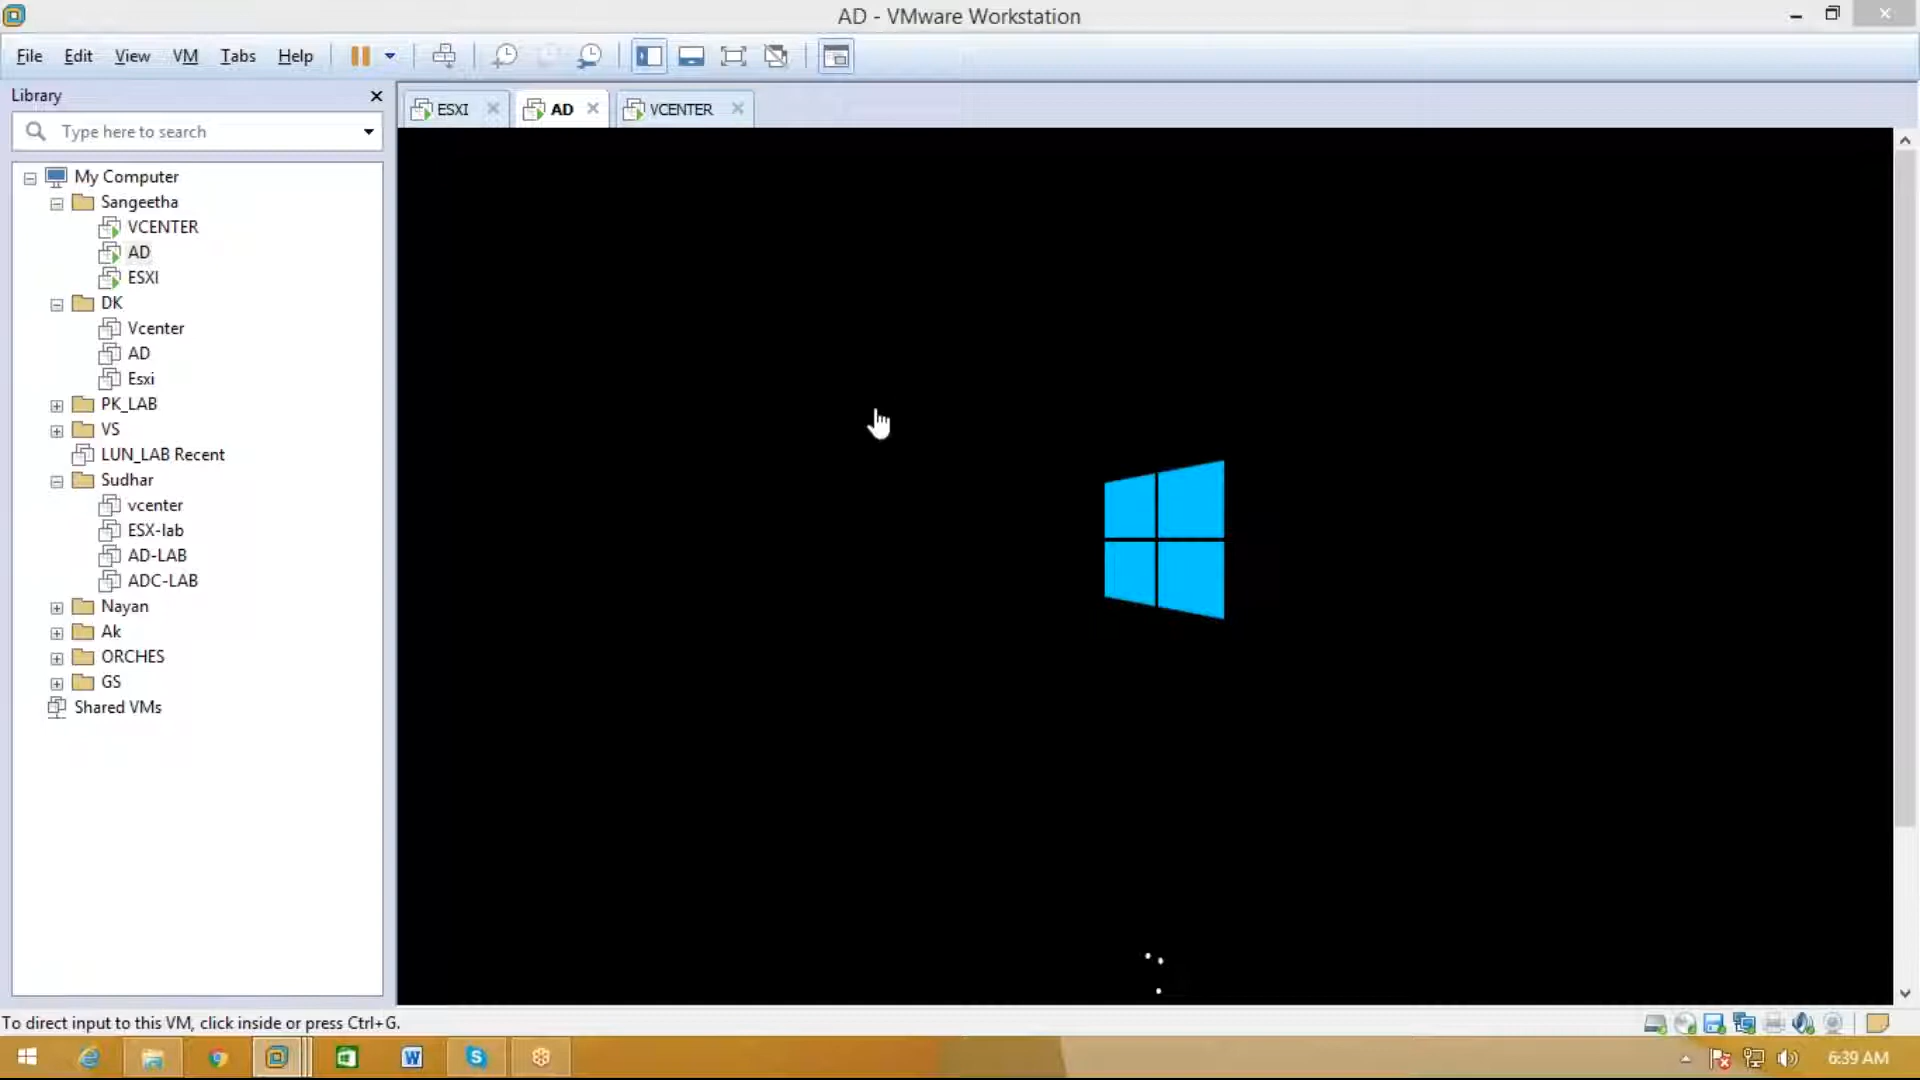 AD - VMware Workstation
File Edit View VM Tabs Help
Library
Type here to search
ESXI AD VCENTER
My Computer
Sangeetha
VCENTER
AD
ESXI
DK
Vcenter
AD
Esxi
PK_LAB
VS
LUN_LAB Recent
Sudhar
vcenter
ESX-lab
AD-LAB
ADC-LAB
Nayan
Ak
ORCHES
GS
Shared VMs
To direct input to this VM, click inside or press Ctrl+G.
6:39 AM